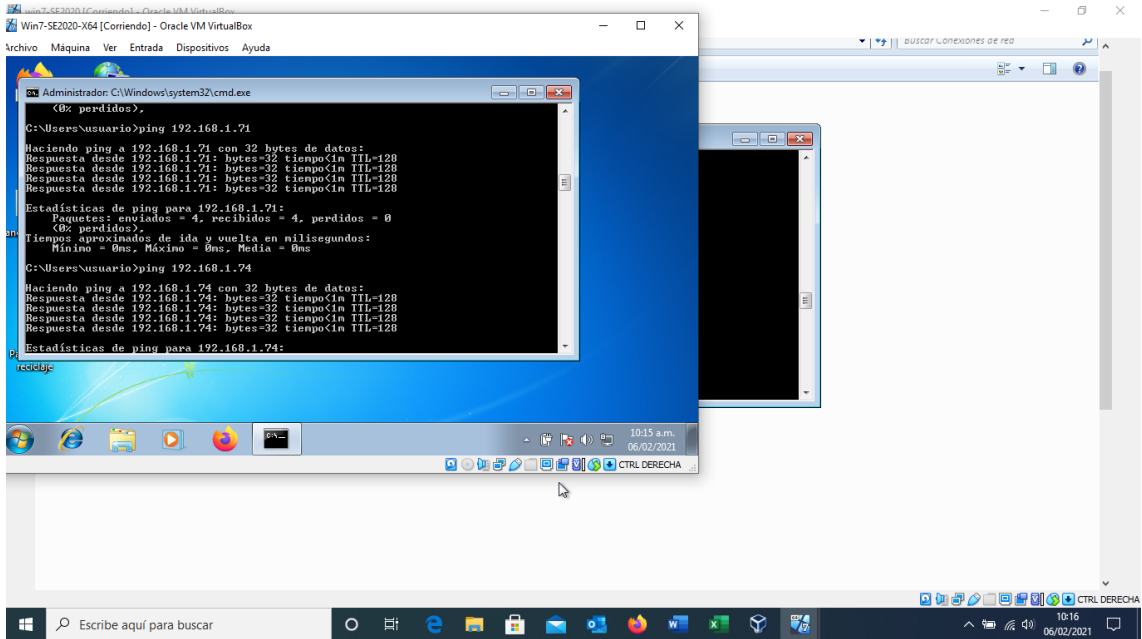 win7-SE2020 [Corriendo] - Oracle VM VirtualBox
Win7-SE2020-X64 [Corriendo] - Oracle VM VirtualBox
Archivo Máquina Ver Entrada Dispositivos Ayuda
Buscar Conexiones de red
Administrador: C:\Windows\system32\cmd.exe
(0% perdidos),
C:\Users\usuario>ping 192.168.1.71
Haciendo ping a 192.168.1.71 con 32 bytes de datos:
Respuesta desde 192.168.1.71: bytes=32 tiempo<1m TTL=128
Respuesta desde 192.168.1.71: bytes=32 tiempo<1m TTL=128
Respuesta desde 192.168.1.71: bytes=32 tiempo<1m TTL=128
Respuesta desde 192.168.1.71: bytes=32 tiempo<1m TTL=128
Estadísticas de ping para 192.168.1.71:
Paquetes: enviados = 4, recibidos = 4, perdidos = 0
(0% perdidos),
Tiempos aproximados de ida y vuelta en milisegundos:
Mínimo = 0ms, Máximo = 0ms, Media = 0ms
C:\Users\usuario>ping 192.168.1.74
Haciendo ping a 192.168.1.74 con 32 bytes de datos:
Respuesta desde 192.168.1.74: bytes=32 tiempo<1m TTL=128
Respuesta desde 192.168.1.74: bytes=32 tiempo<1m TTL=128
Respuesta desde 192.168.1.74: bytes=32 tiempo<1m TTL=128
Respuesta desde 192.168.1.74: bytes=32 tiempo<1m TTL=128
Estadísticas de ping para 192.168.1.74:
reciclaje
10:15 a.m.
06/02/2021
CTRL DERECHA
CTRL DERECHA
Escribe aquí para buscar
10:16
06/02/2021